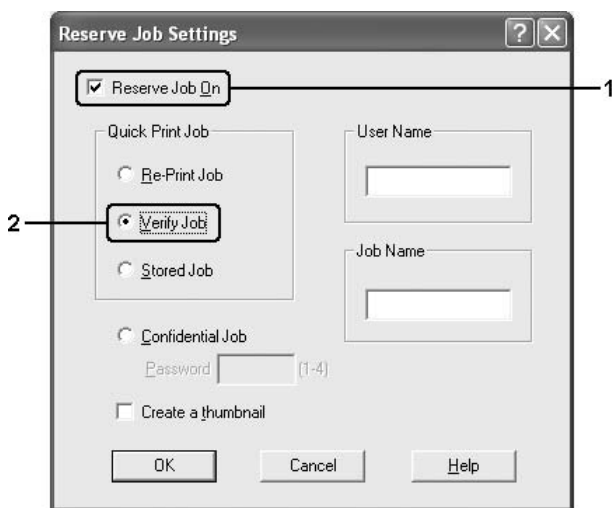 Reserve Job Settings
Reserve Job On
1
Quick Print Job
User Name
Re-Print Job
2
Verify Job
Job Name
Stored Job
Confidential Job
Password (1-4)
Create a thumbnail
OK Cancel Help